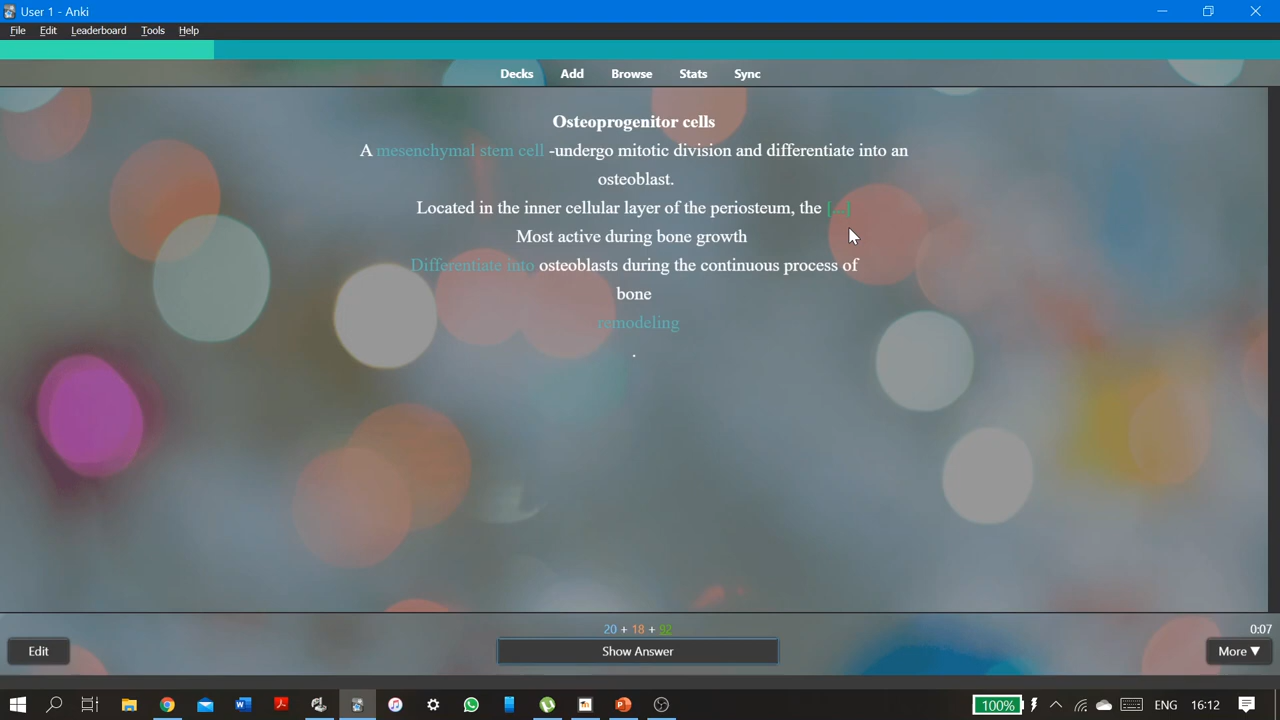 User 1 - Anki
File Edit Leaderboard Tools Help
Decks Add Browse Stats Sync
Osteoprogenitor cells
A mesenchymal stem cell -undergo mitotic division and differentiate into an
osteoblast.
Located in the inner cellular layer of the periosteum, the [...]
Most active during bone growth
Differentiate into osteoblasts during the continuous process of
bone
remodeling
.
20 + 18 + 92
0:07
Edit
Show Answer
More ▼
100%
ENG
16:12